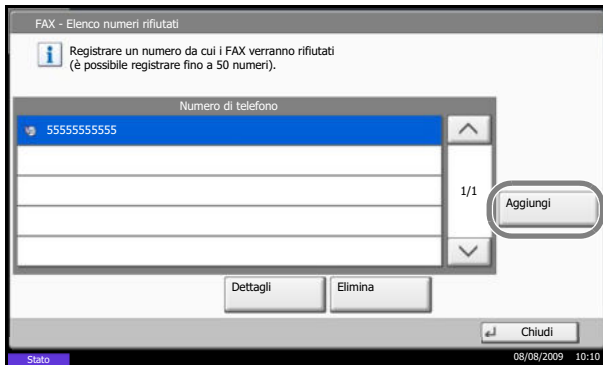 FAX - Elenco numeri rifiutati
Registrare un numero da cui i FAX verranno rifiutati
(è possibile registrare fino a 50 numeri).
Numero di telefono
55555555555
1/1
Aggiungi
Dettagli
Elimina
Chiudi
Stato
08/08/2009 10:10